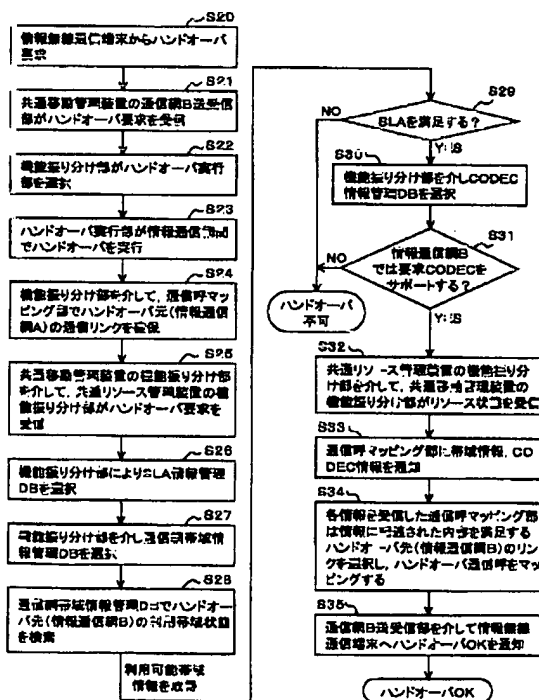 S20
情報無線通信端末からハンドオーバ
要求
S21
共通移動管理装置の通信網B送受信
部がハンドオーバ要求を受信
S22
機能振り分け部がハンドオーバ実行
部を選択
S23
ハンドオーバ実行部が情報通信網間
でハンドオーバを実行
S24
機能振り分け部を介して、通信呼マッ
ピング部でハンドオーバ元(情報通信
網A)の通信リンクを確保
S25
共通移動管理装置の機能振り分け部
を介して、共通リソース管理装置の機
能振り分け部がハンドオーバ要求を
受信
S26
機能振り分け部によりSLA情報管理
DBを選択
S27
機能振り分け部を介し通信網帯域情
報管理DBを選択
S28
通信網帯域情報管理DBでハンドオー
バ先(情報通信網B)の利用帯域状況
を検索
利用可能帯域
情報を取得
S29
SLAを満足する?
NO
YES
S30
機能振り分け部を介しCODEC
情報管理DBを選択
S31
情報通信網B
では要求CODECを
サポートする?
NO
YES
ハンドオーバ
不可
S32
共通リソース管理装置の機能振り分
け部を介して、共通移動管理装置の
機能振り分け部がリソース状態を受信
S33
通信呼マッピング部に帯域情報、CO
DEC情報を通知
S34
各情報を受信した通信呼マッピング部
は情報に記述された内容を満足する
ハンドオーバ先(情報通信網B)のリン
クを選択し、ハンドオーバ通信呼をマッ
ピングする
S35
通信網B送受信部を介して情報無線
通信端末へハンドオーバOKを通知
ハンドオーバOK